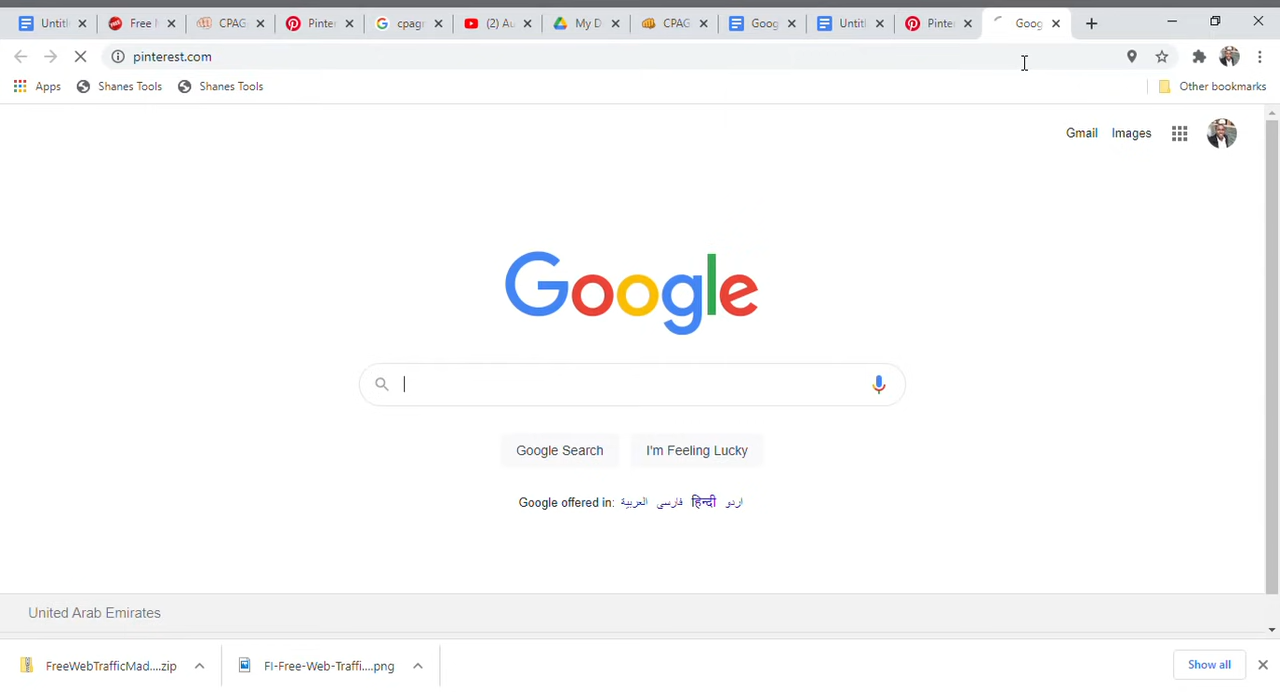 Untitl
Free I
CPAG
Pinter
cpagr
(2) Au
My D
CPAG
Goog
Untitl
Pinter
Goog
pinterest.com
Apps
Shanes Tools
Shanes Tools
Other bookmarks
Gmail Images
Google
Google Search
I'm Feeling Lucky
Google offered in: العربية فارسی हिन्दी اردو
United Arab Emirates
FreeWebTrafficMad....zip
FI-Free-Web-Traffi....png
Show all